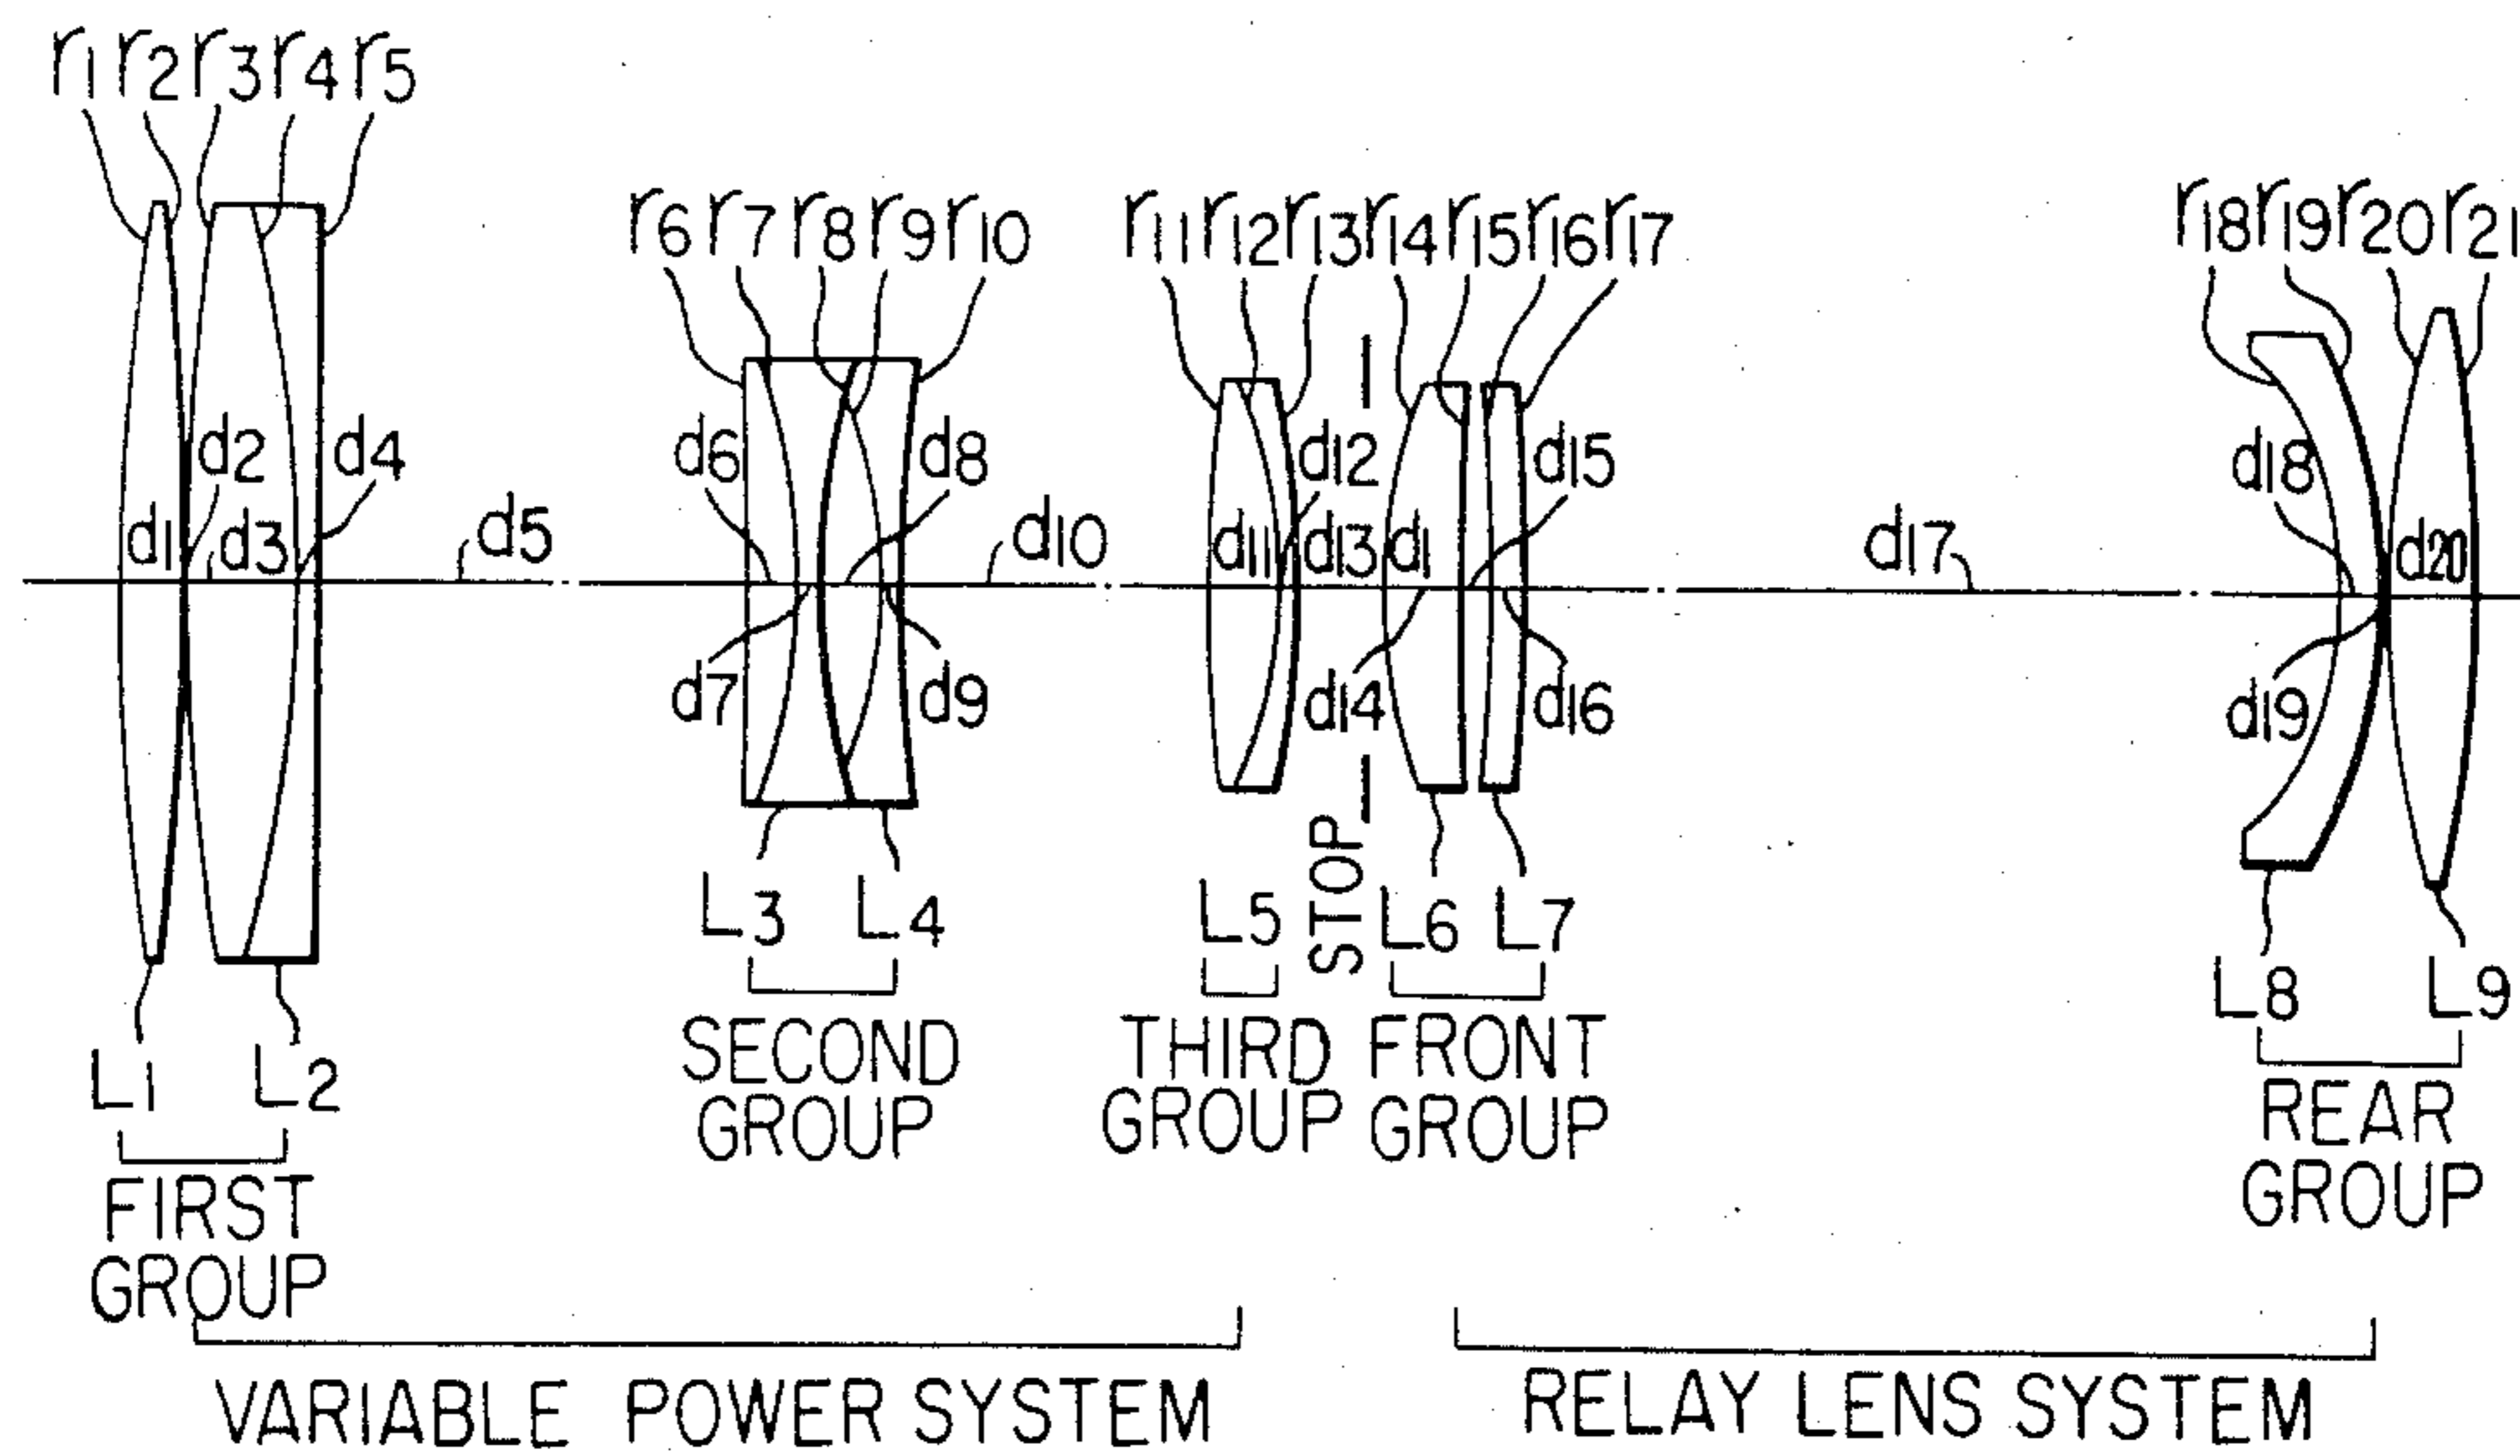 r1 r2 r3 r4 r5
r6 r7 r8 r9 r10
r11 r12 r13 r14 r15 r16 r17
r18 r19 r20 r21
d2 d4 d6 d8 d12 d15 d18
d1 d3 d5 d10 d11 d13 d1 d17 d20
d7 d9 d14 d16 d19
L3 L4 L5 STOP L6 L7
L8 L9
L1 L2
SECOND GROUP
THIRD GROUP
FRONT GROUP
REAR GROUP
FIRST GROUP
VARIABLE POWER SYSTEM
RELAY LENS SYSTEM